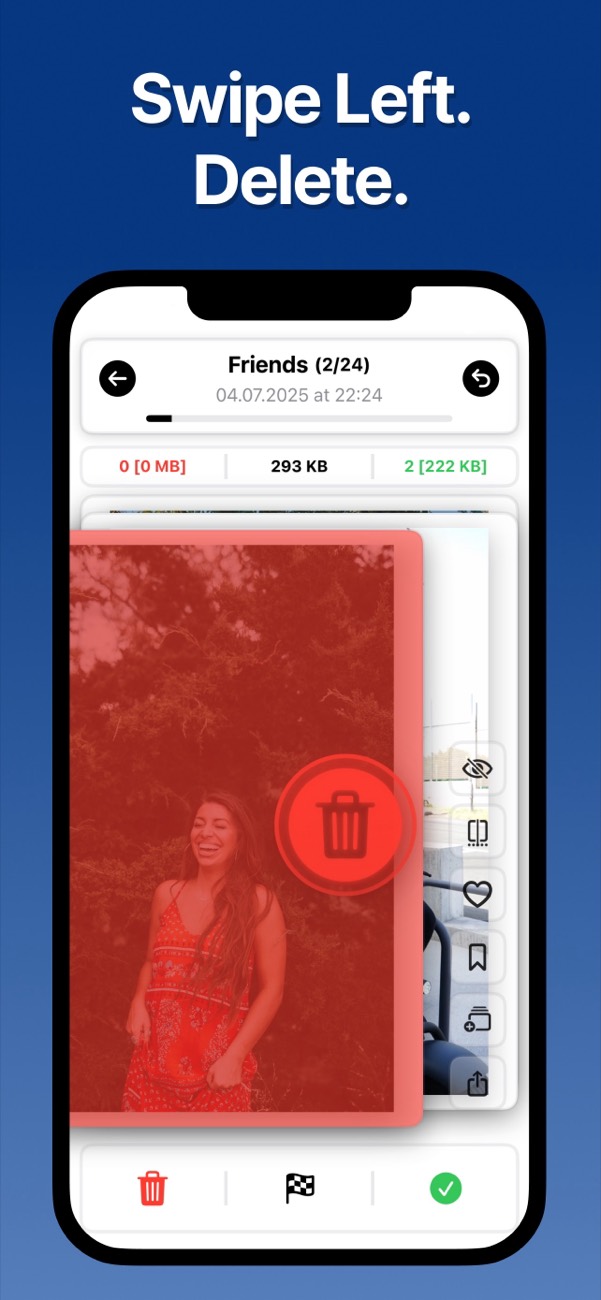 Swipe Left.
Delete.
Friends (2/24)
04.07.2025 at 22:24
0 [0 MB]
293 KB
2 [222 KB]